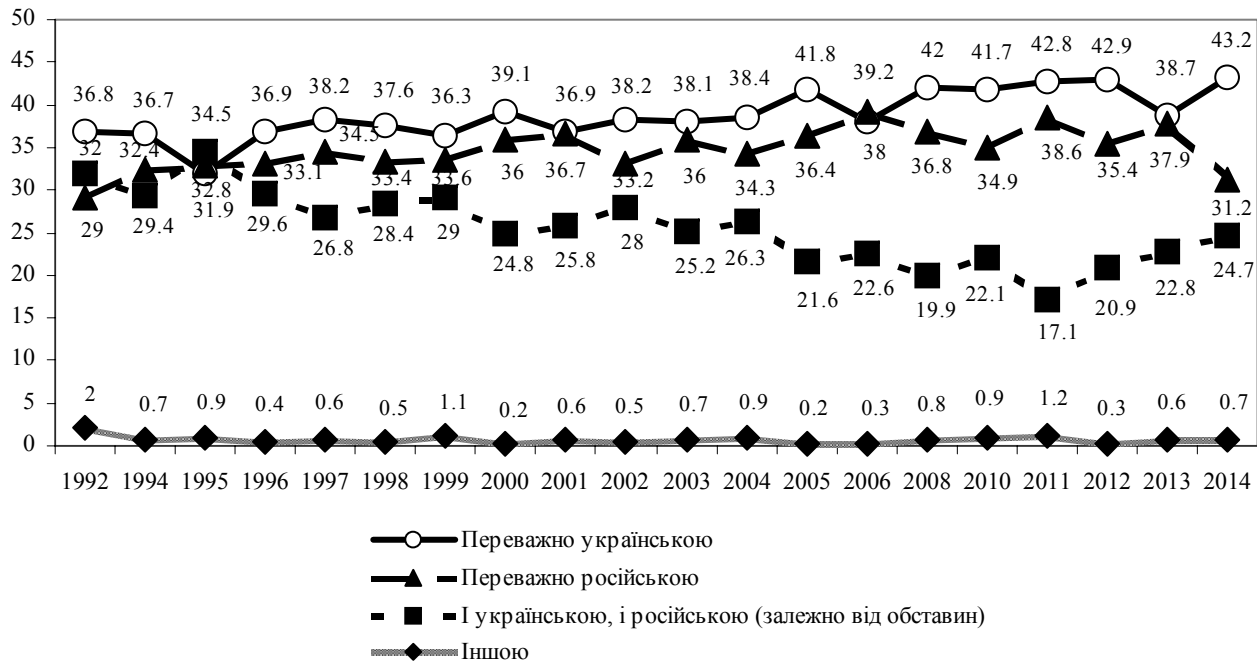 50
45
40
35
30
25
20
15
10
5
0
36.8 36.7 34.5 36.9 38.2 37.6 36.3 39.1 36.9 38.2 38.1 38.4 41.8 39.2 42 41.7 42.8 42.9 38.7 43.2
32 32.4 32.8 33.1 34.5 33.4 33.6 36 36.7 33.2 36 34.3 36.4 38 36.8 34.9 38.6 35.4 37.9 31.2
29 29.4 31.9 29.6 26.8 28.4 29 24.8 25.8 28 25.2 26.3 21.6 22.6 19.9 22.1 17.1 20.9 22.8 24.7
2 0.7 0.9 0.4 0.6 0.5 1.1 0.2 0.6 0.5 0.7 0.9 0.2 0.3 0.8 0.9 1.2 0.3 0.6 0.7
1992 1994 1995 1996 1997 1998 1999 2000 2001 2002 2003 2004 2005 2006 2008 2010 2011 2012 2013 2014
Переважно українською
Переважно російською
І українською, і російською (залежно від обставин)
Іншою